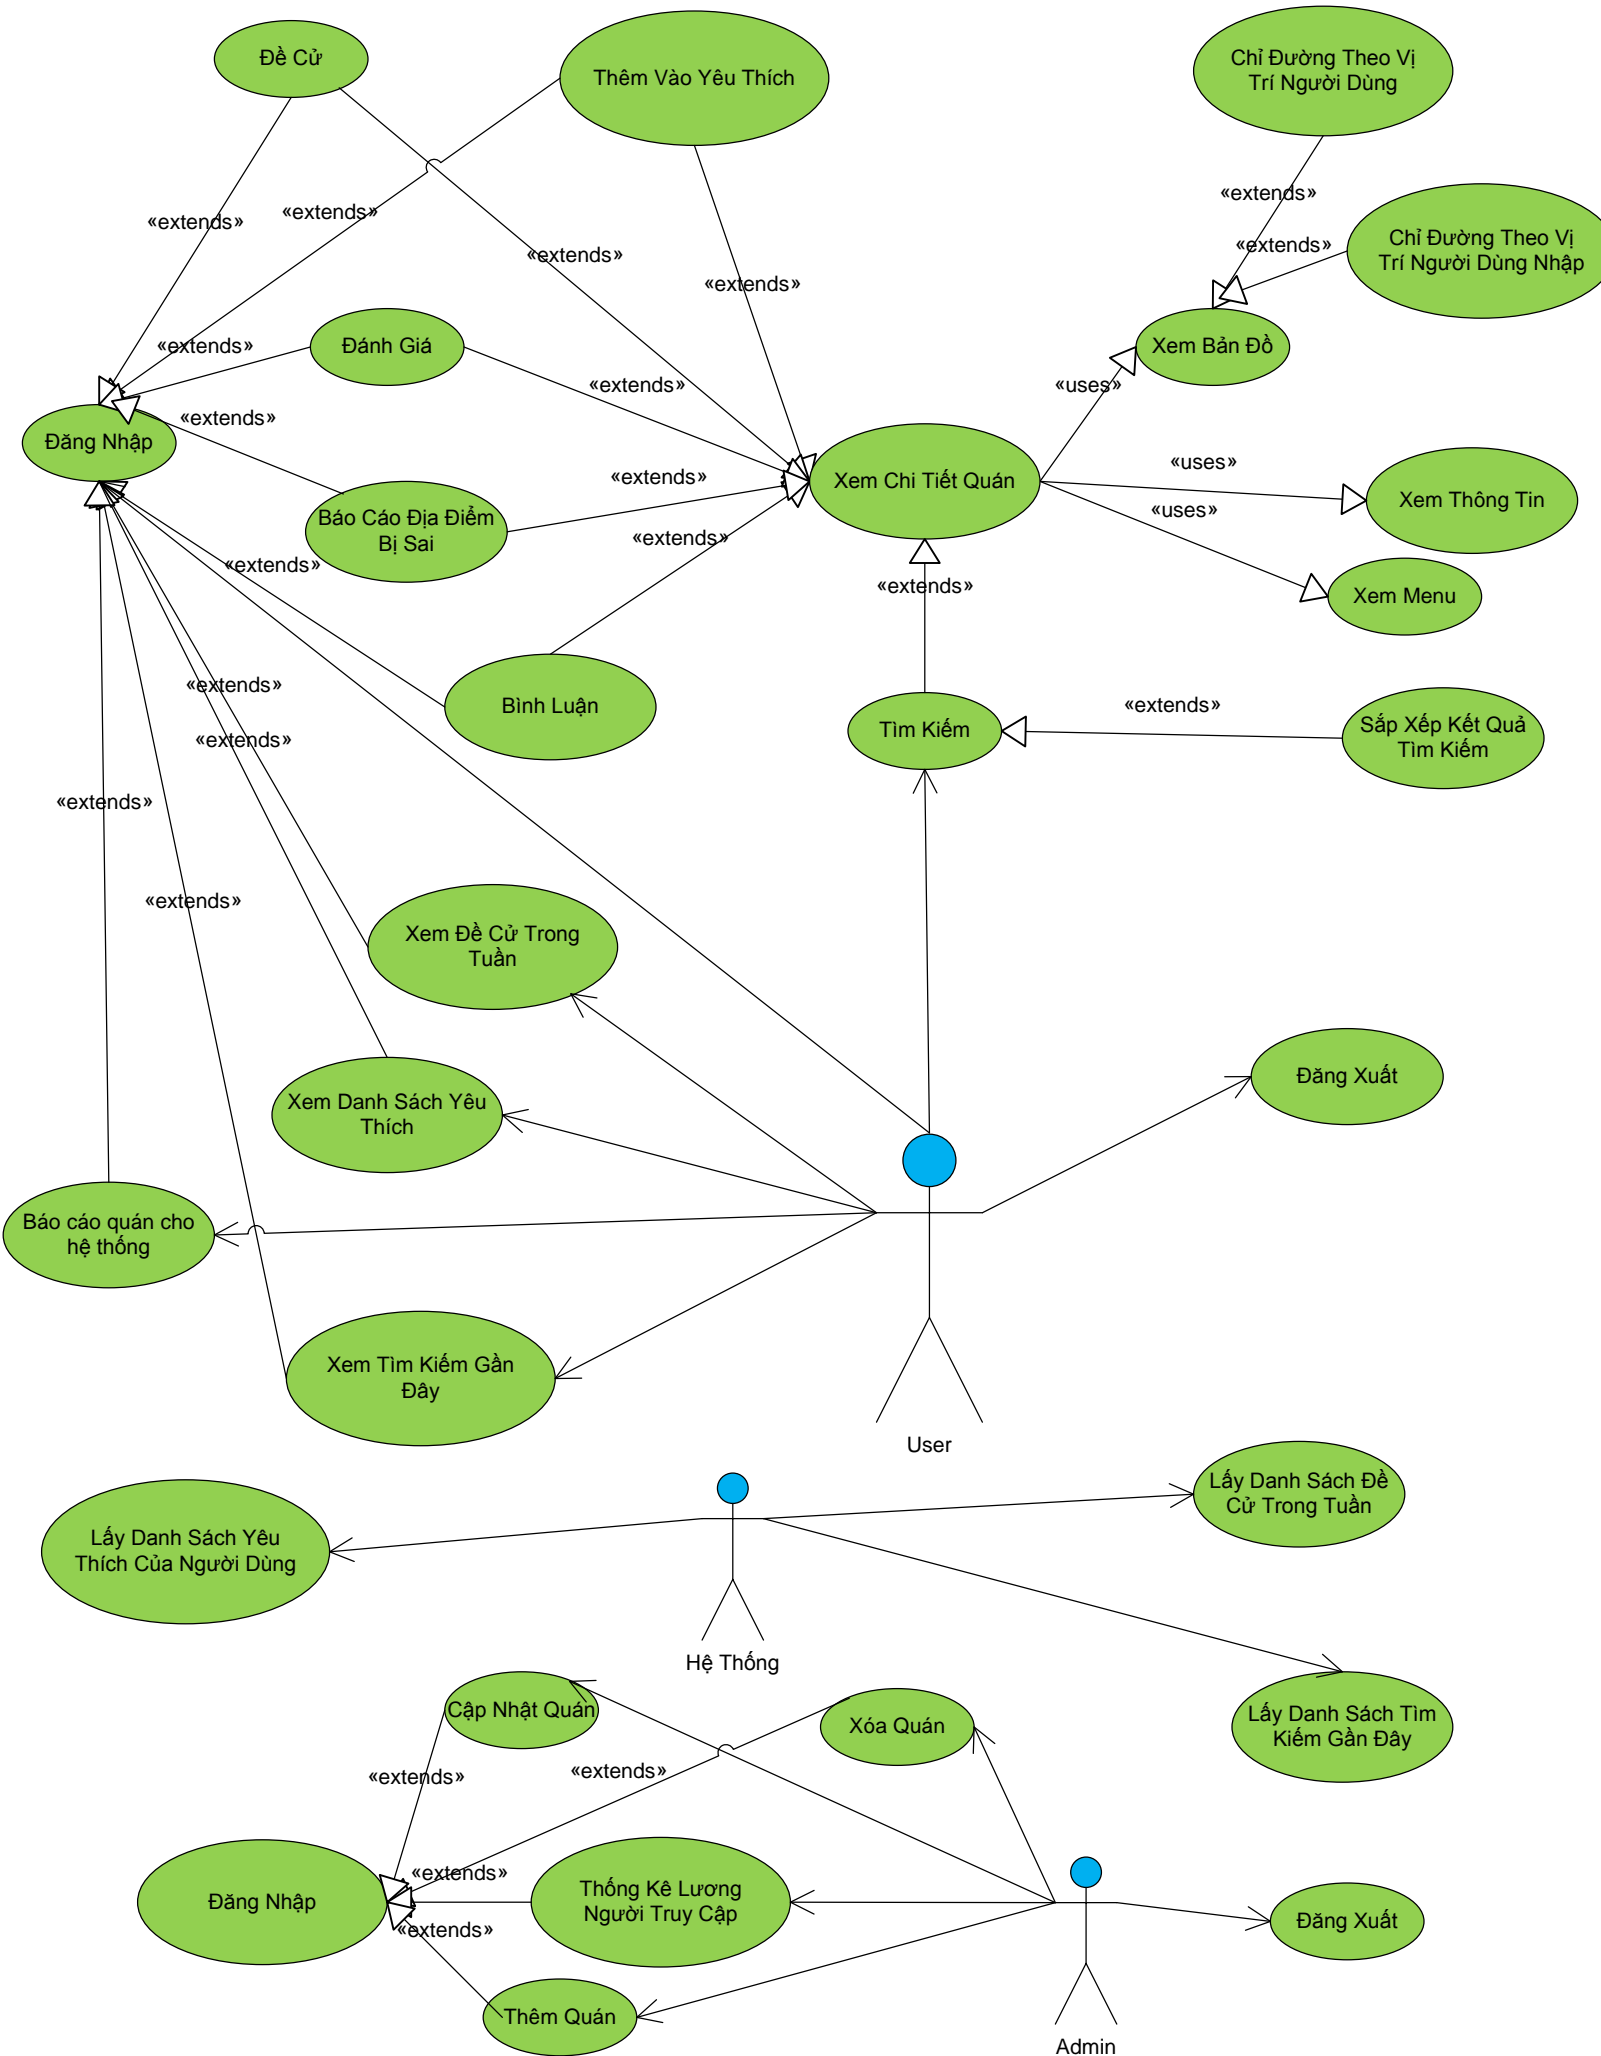 Đề Cử
Thêm Vào Yêu Thích
Chỉ Đường Theo Vị
Trí Người Dùng
«extends»
«extends»
«extends»
«extends»
«extends»
«extends»
Chỉ Đường Theo Vị
Trí Người Dùng Nhập
«extends»
Đánh Giá
Xem Bản Đồ
«extends»
«uses»
«extends»
Đăng Nhập
«extends»
Xem Chi Tiết Quán
«uses»
Xem Thông Tin
Báo Cáo Địa Điểm
Bị Sai
«uses»
«extends»
«extends»
«extends»
Xem Menu
«extends»
Bình Luận
Tìm Kiếm
«extends»
Sắp Xếp Kết Quả
Tìm Kiếm
«extends»
«extends»
«extends»
Xem Đề Cử Trong
Tuần
Đăng Xuất
Xem Danh Sách Yêu
Thích
Báo cáo quán cho
hệ thống
Xem Tìm Kiếm Gần
Đây
User
Lấy Danh Sách Đề
Cử Trong Tuần
Lấy Danh Sách Yêu
Thích Của Người Dùng
Hệ Thống
Cập Nhật Quán
Xóa Quán
Lấy Danh Sách Tìm
Kiếm Gần Đây
«extends»
«extends»
«extends»
Đăng Nhập
Thống Kê Lương
Người Truy Cập
«extends»
Đăng Xuất
Thêm Quán
Admin